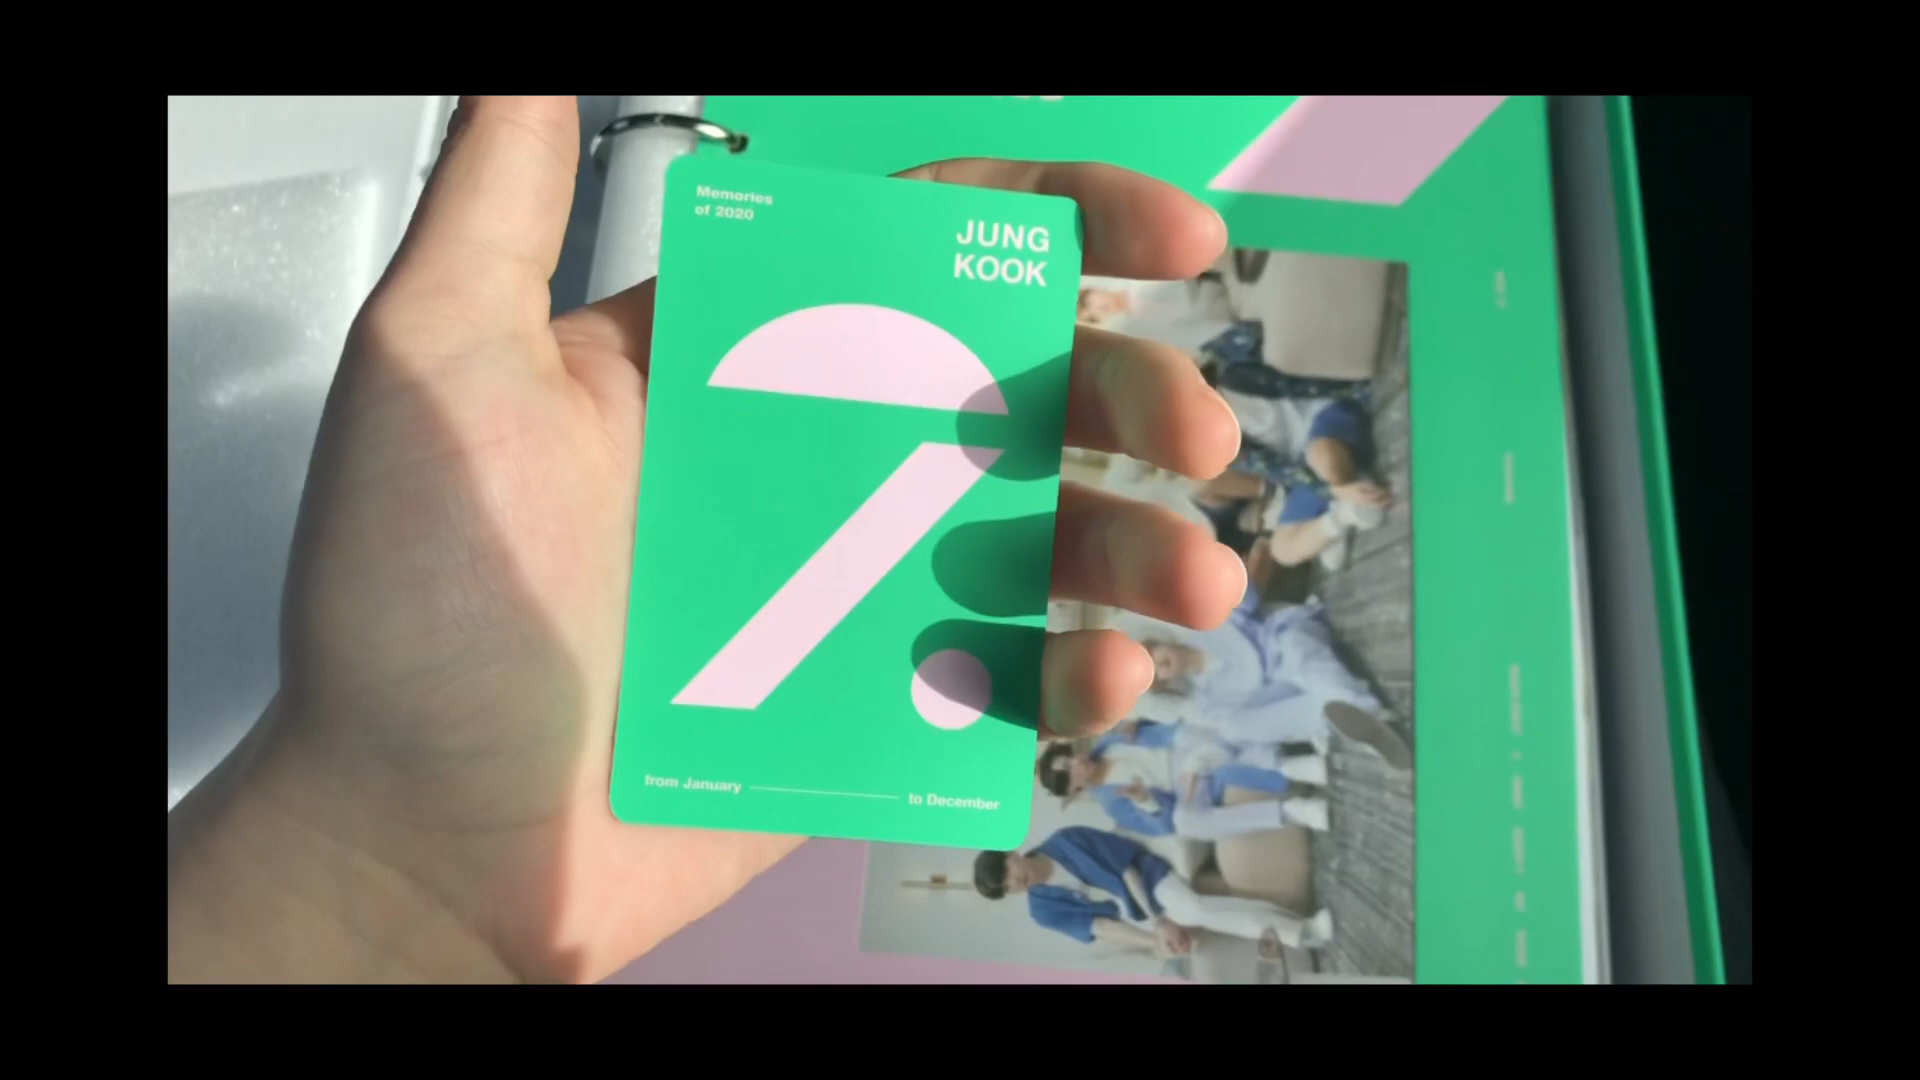 Memories
of 2020
JUNG
KOOK
from January
to December